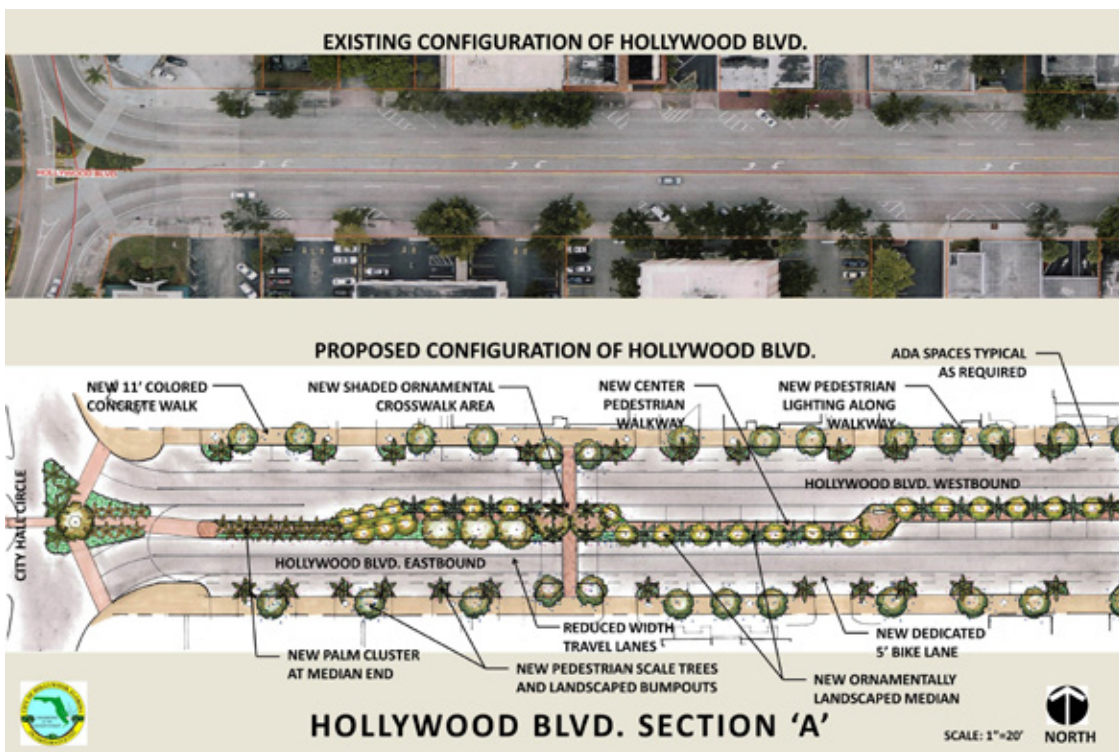 EXISTING CONFIGURATION OF HOLLYWOOD BLVD.
HOLLYWOOD BLVD
PROPOSED CONFIGURATION OF HOLLYWOOD BLVD.
ADA SPACES TYPICAL
AS REQUIRED
NEW 11' COLORED
CONCRETE WALK
NEW SHADED ORNAMENTAL
CROSSWALK AREA
NEW CENTER
PEDESTRIAN
WALKWAY
NEW PEDESTRIAN
LIGHTING ALONG
WALKWAY
HOLLYWOOD BLVD. WESTBOUND
CITY HALL CIRCLE
HOLLYWOOD BLVD. EASTBOUND
REDUCED WIDTH
TRAVEL LANES
NEW DEDICATED
5' BIKE LANE
NEW PALM CLUSTER
AT MEDIAN END
NEW PEDESTRIAN SCALE TREES
AND LANDSCAPED BUMPOUTS
NEW ORNAMENTALLY
LANDSCAPED MEDIAN
HOLLYWOOD BLVD. SECTION 'A'
SCALE: 1"=20'
NORTH